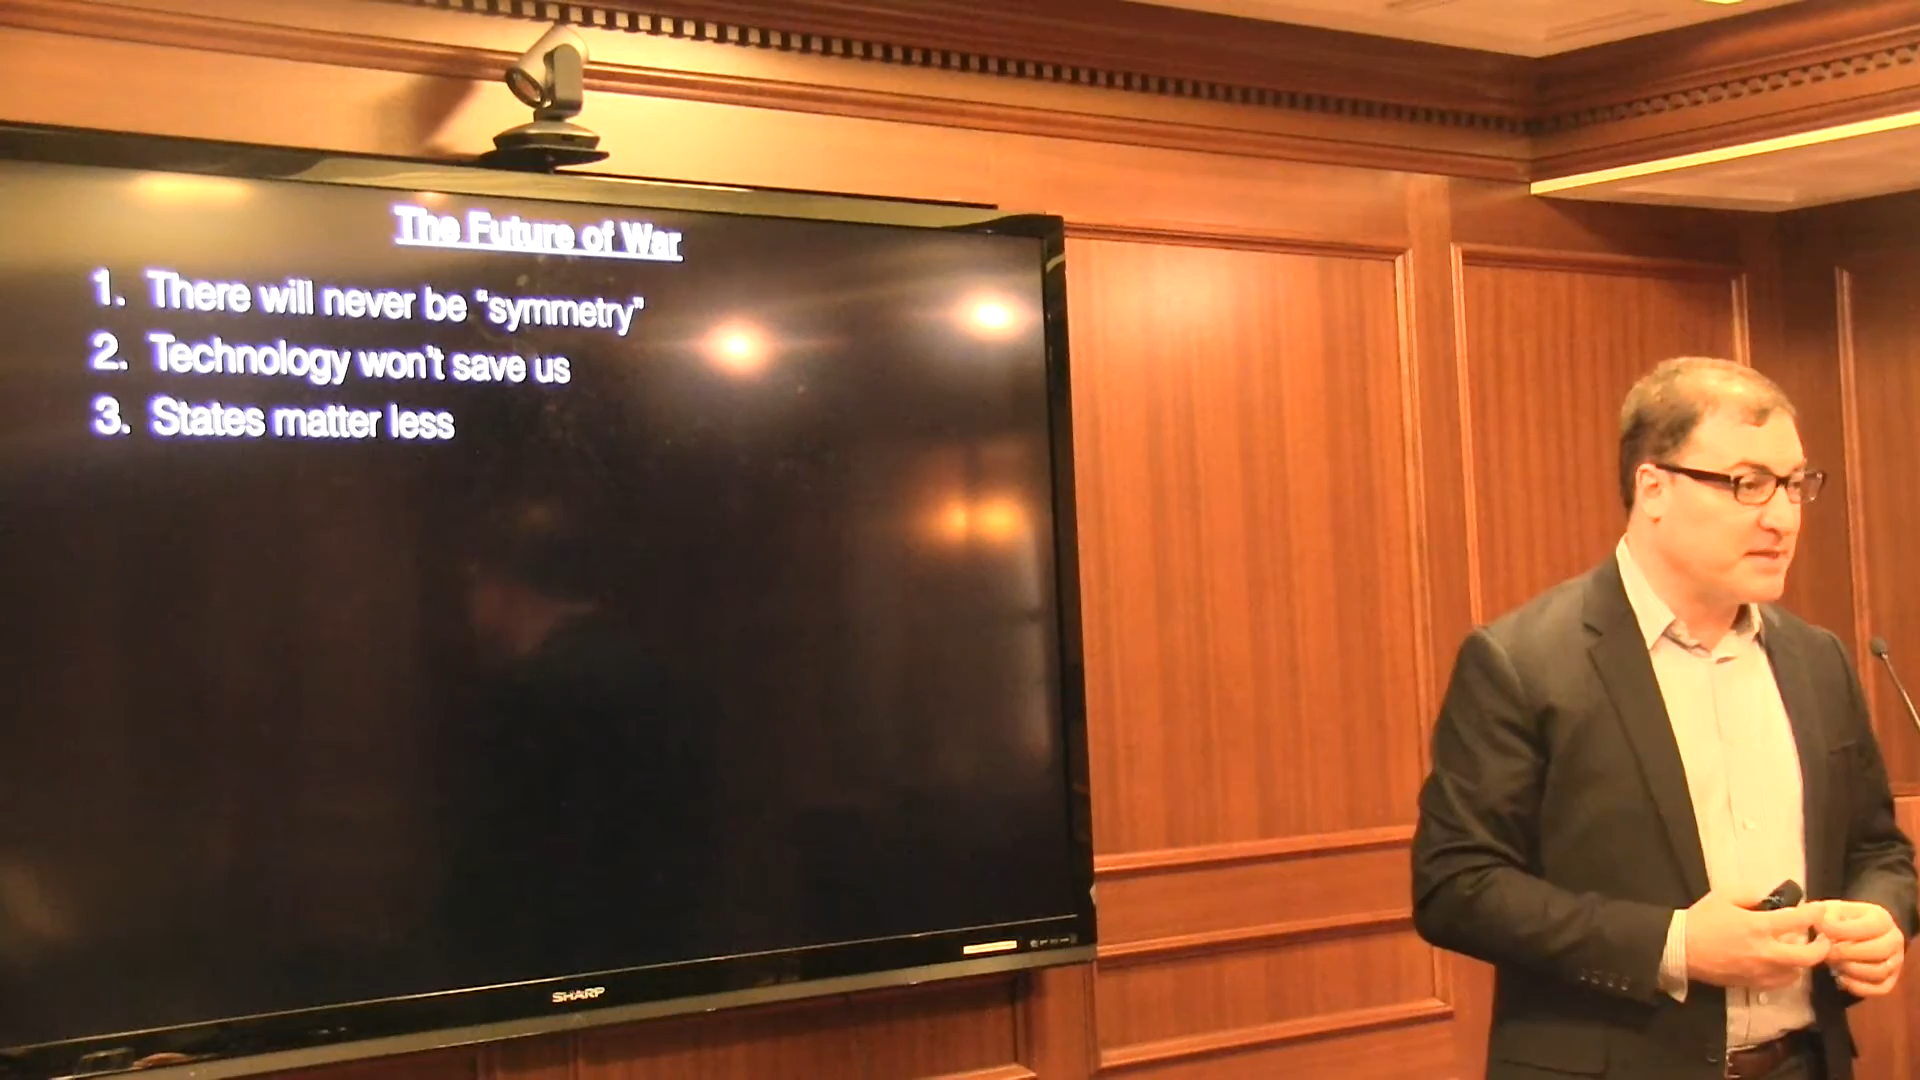 The Future of War
1. There will never be “symmetry”
2. Technology won't save us
3. States matter less
SHARP